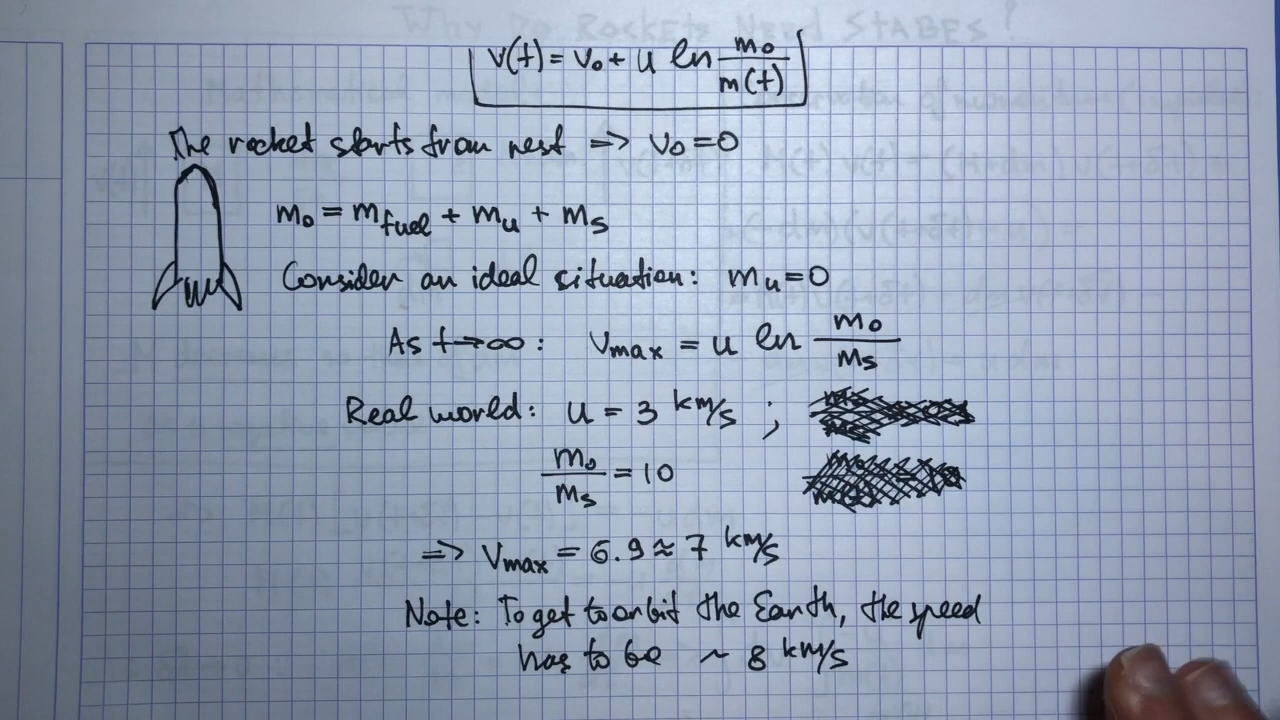 v(t) = v₀ + u ln m₀/m(t)
The rocket starts from rest => v₀ = 0
m₀ = m_fuel + m_u + m_s
Consider an ideal situation: m_u = 0
As t→∞: v_max = u ln m₀/m_s
Real world: u = 3 km/s ;
m₀/m_s = 10
=> v_max = 6.9 ≈ 7 km/s
Note: To get to orbit the Earth, the speed
has to be ~ 8 km/s